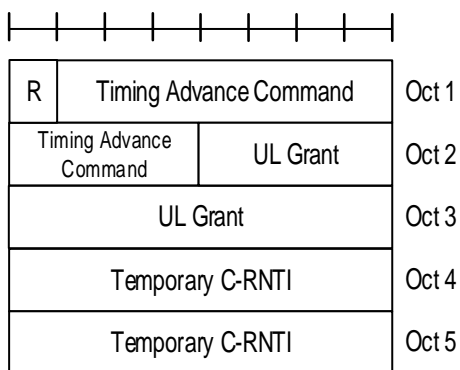 R Timing Advance Command Oct 1
Timing Advance
Command UL Grant Oct 2
UL Grant Oct 3
Temporary C-RNTI Oct 4
Temporary C-RNTI Oct 5